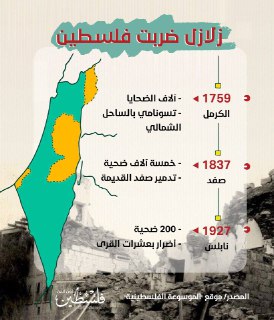 زلازل ضربت فلسطين
1759
الكرمل
- آلاف الضحايا
- تسونامي بالساحل
الشمالي
1837
صفد
- خمسة آلاف ضحية
- تدمير صفد القديمة
1927
نابلس
- 200 ضحية
- أضرار بعشرات القرى
المصدر/ موقع "الموسوعة الفلسطينية"
فلسطين